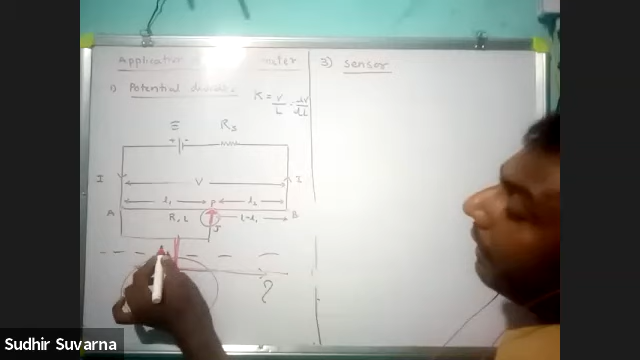 Application
3) Sensor
1) Potential divider
K = V/L = dV/dL
E
Rs
I
V
I
l₁
P
l₂
A
R, L
L-l₁
B
J
?
Sudhir Suvarna